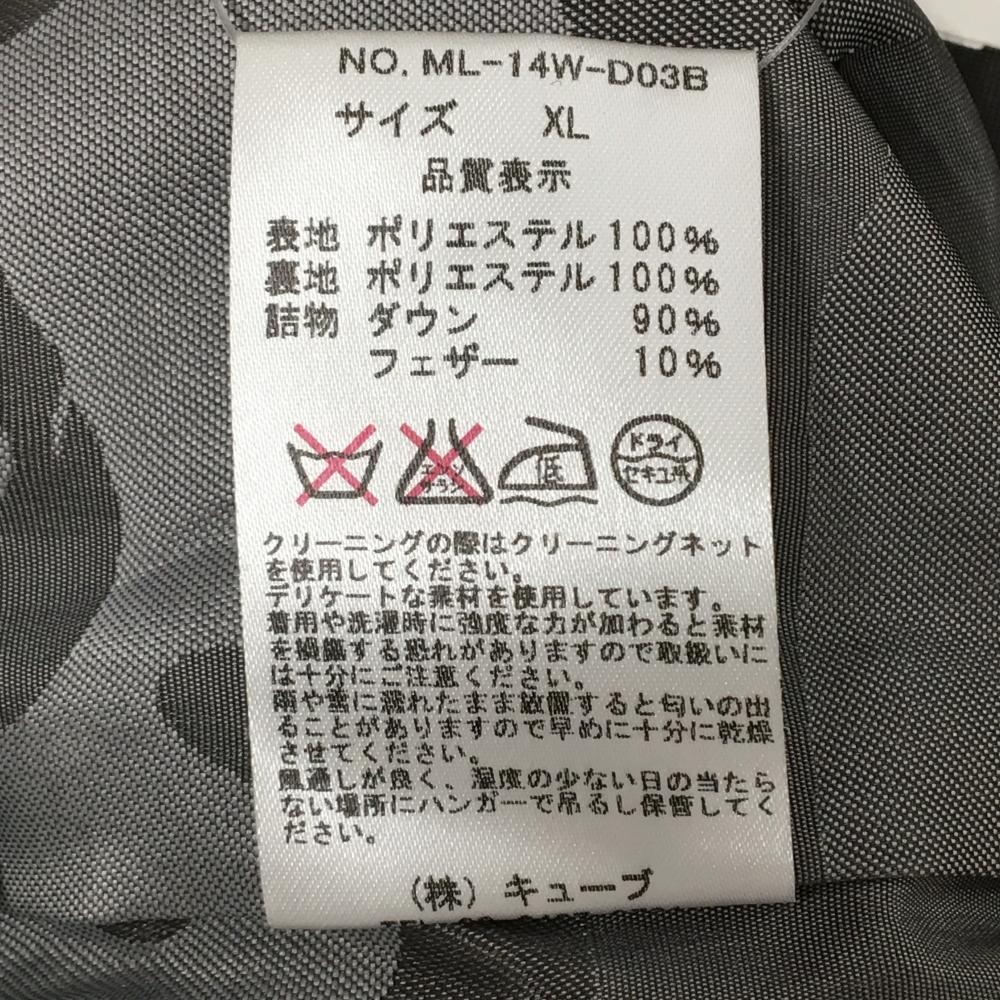 NO. ML-14W-D03B
サイズ XL
品質表示
表地 ポリエステル 100%
裏地 ポリエステル 100%
詰物 ダウン 90%
フェザー 10%
エンソ
サラシ
低
ドライ
セキユ系
クリーニングの際はクリーニングネット
を使用してください。
デリケートな素材を使用しています。
着用や洗濯時に強度な力が加わると素材
を損傷する恐れがありますので取扱いに
は十分にご注意ください。
雨や雪に濡れたまま放置すると匂いの出
ることがありますので早めに十分に乾燥
させてください。
風通しが良く、湿度の少ない日の当たら
ない場所にハンガーで吊るし保管してく
ださい。
(株) キューブ